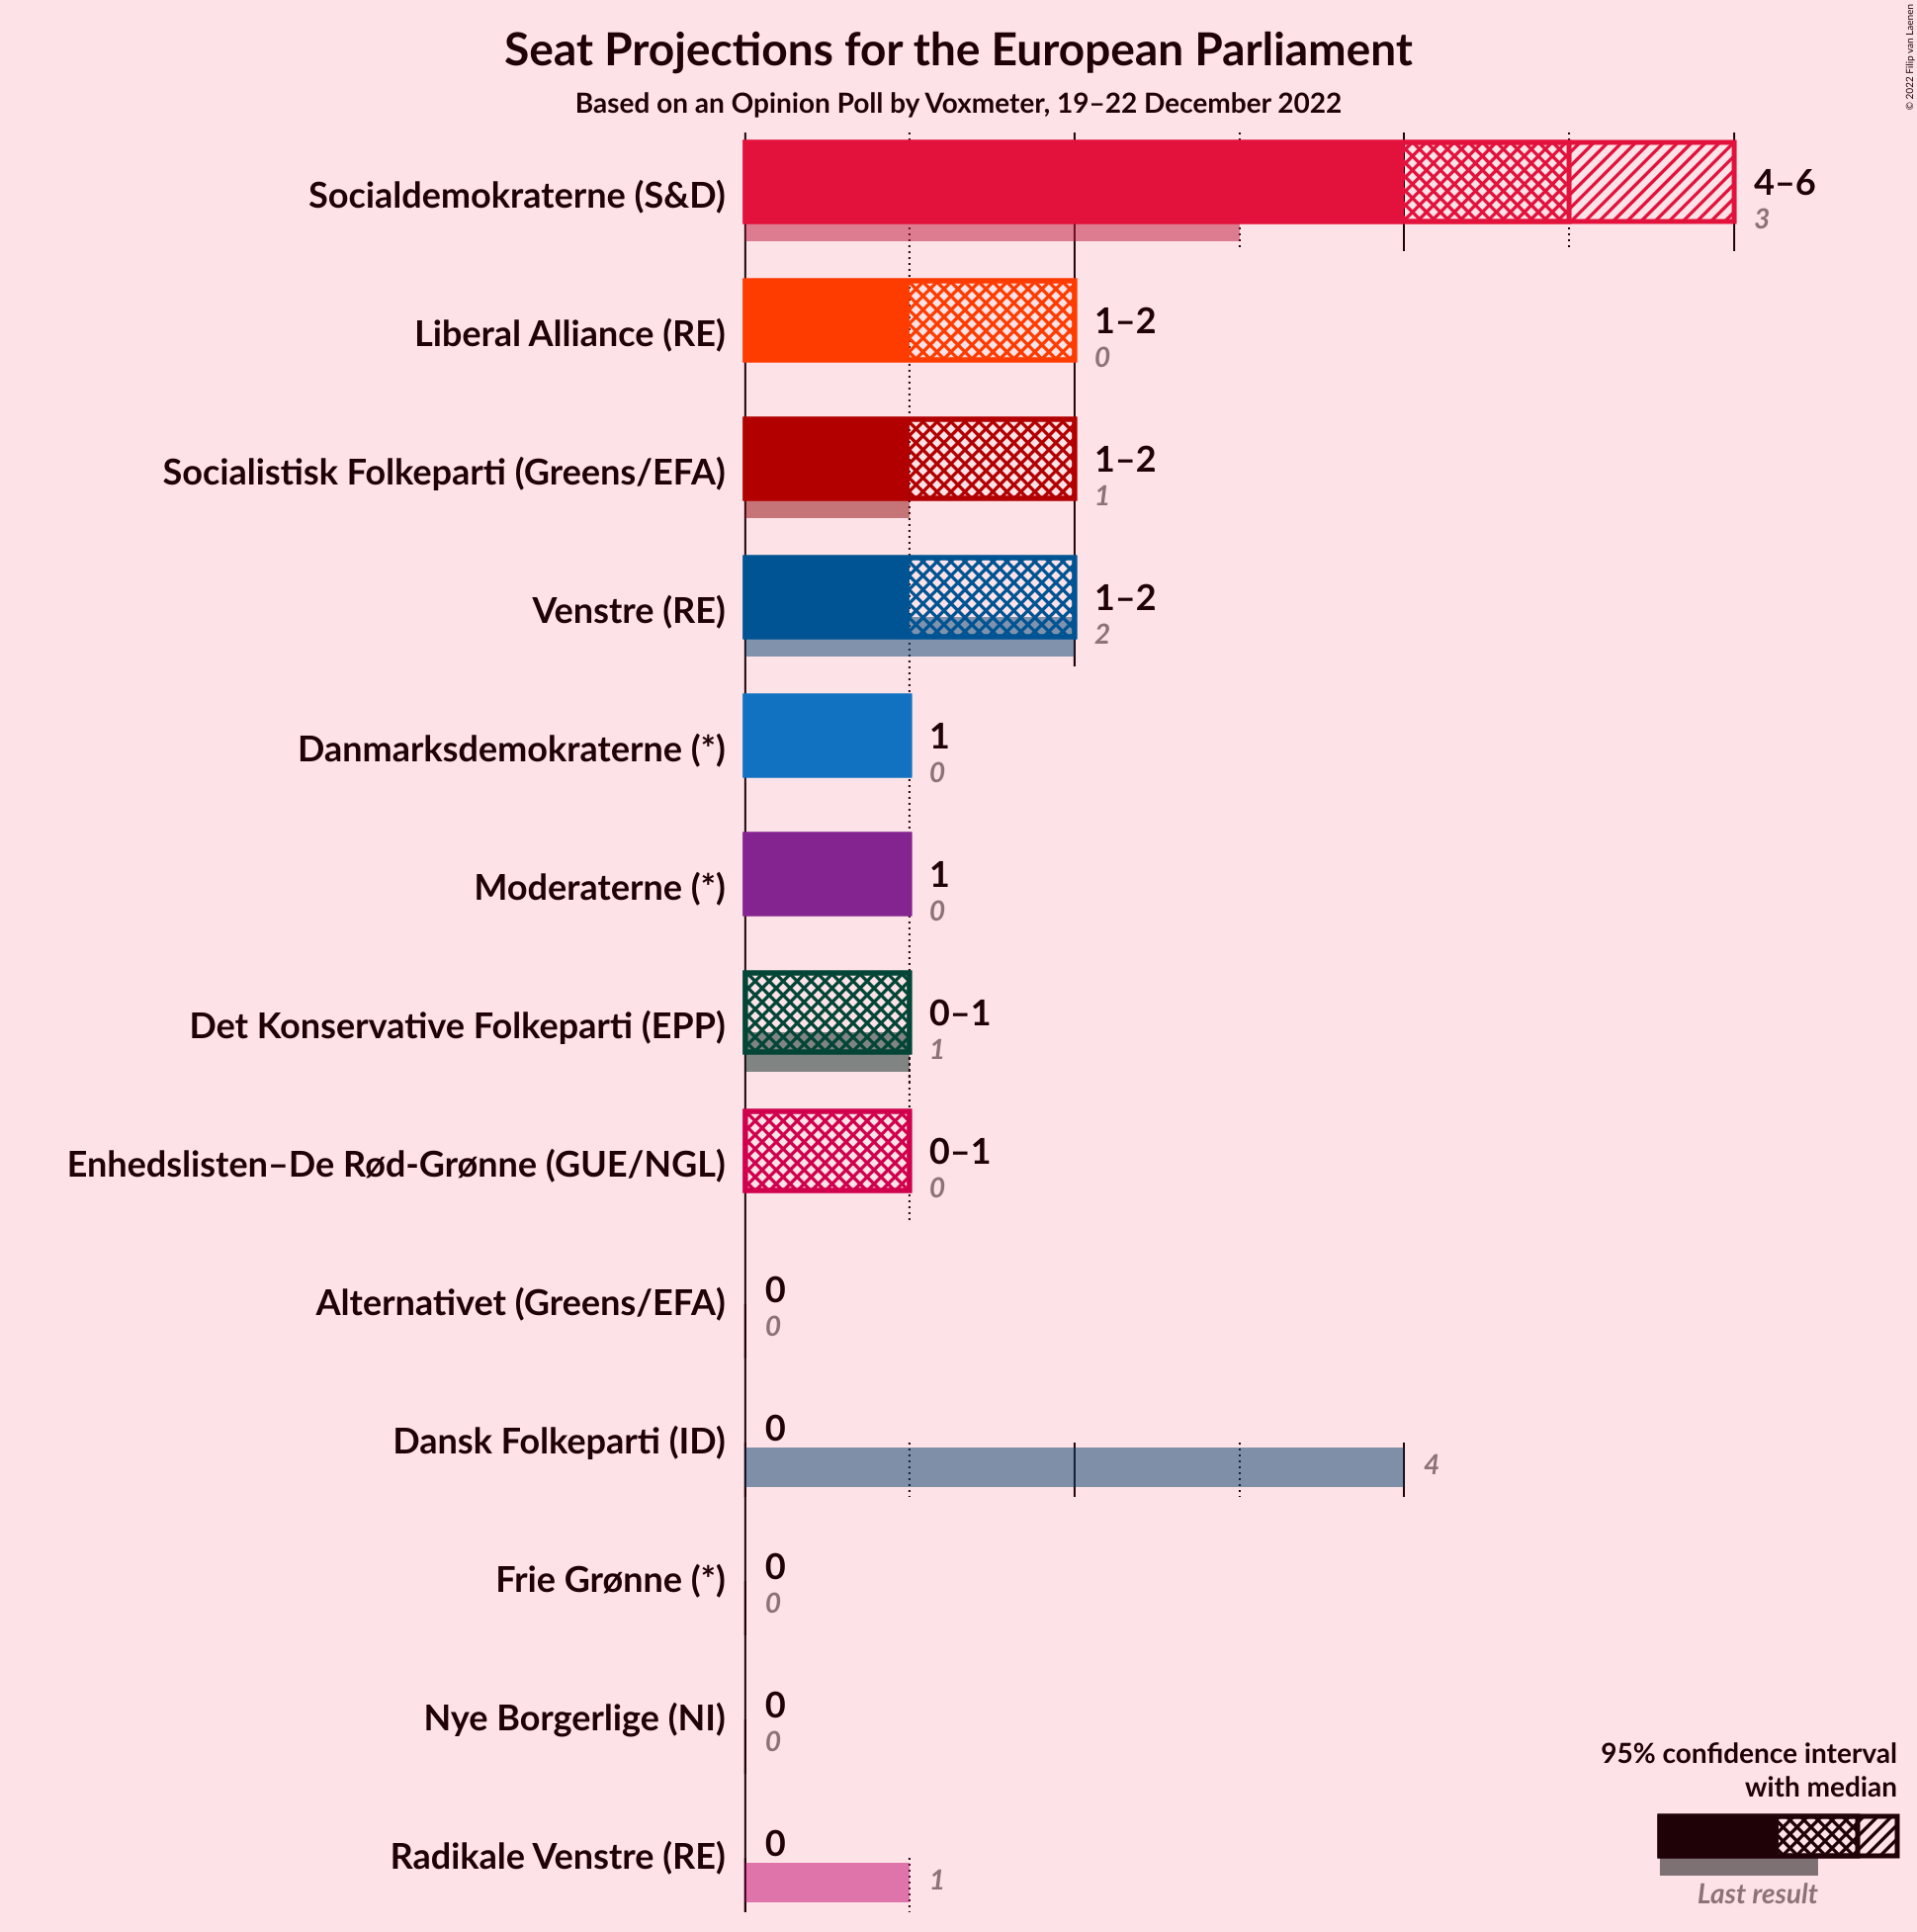 Seat Projections for the European Parliament
Based on an Opinion Poll by Voxmeter, 19–22 December 2022
© 2022 Filip van Laenen
Socialdemokraterne (S&D)
4–6
3
Liberal Alliance (RE)
1–2
0
Socialistisk Folkeparti (Greens/EFA)
1–2
1
Venstre (RE)
1–2
2
Danmarksdemokraterne (*)
1
0
Moderaterne (*)
1
0
Det Konservative Folkeparti (EPP)
0–1
1
Enhedslisten–De Rød-Grønne (GUE/NGL)
0–1
0
Alternativet (Greens/EFA)
0
0
Dansk Folkeparti (ID)
0
4
Frie Grønne (*)
0
0
Nye Borgerlige (NI)
0
0
Radikale Venstre (RE)
0
1
95% confidence interval
with median
Last result